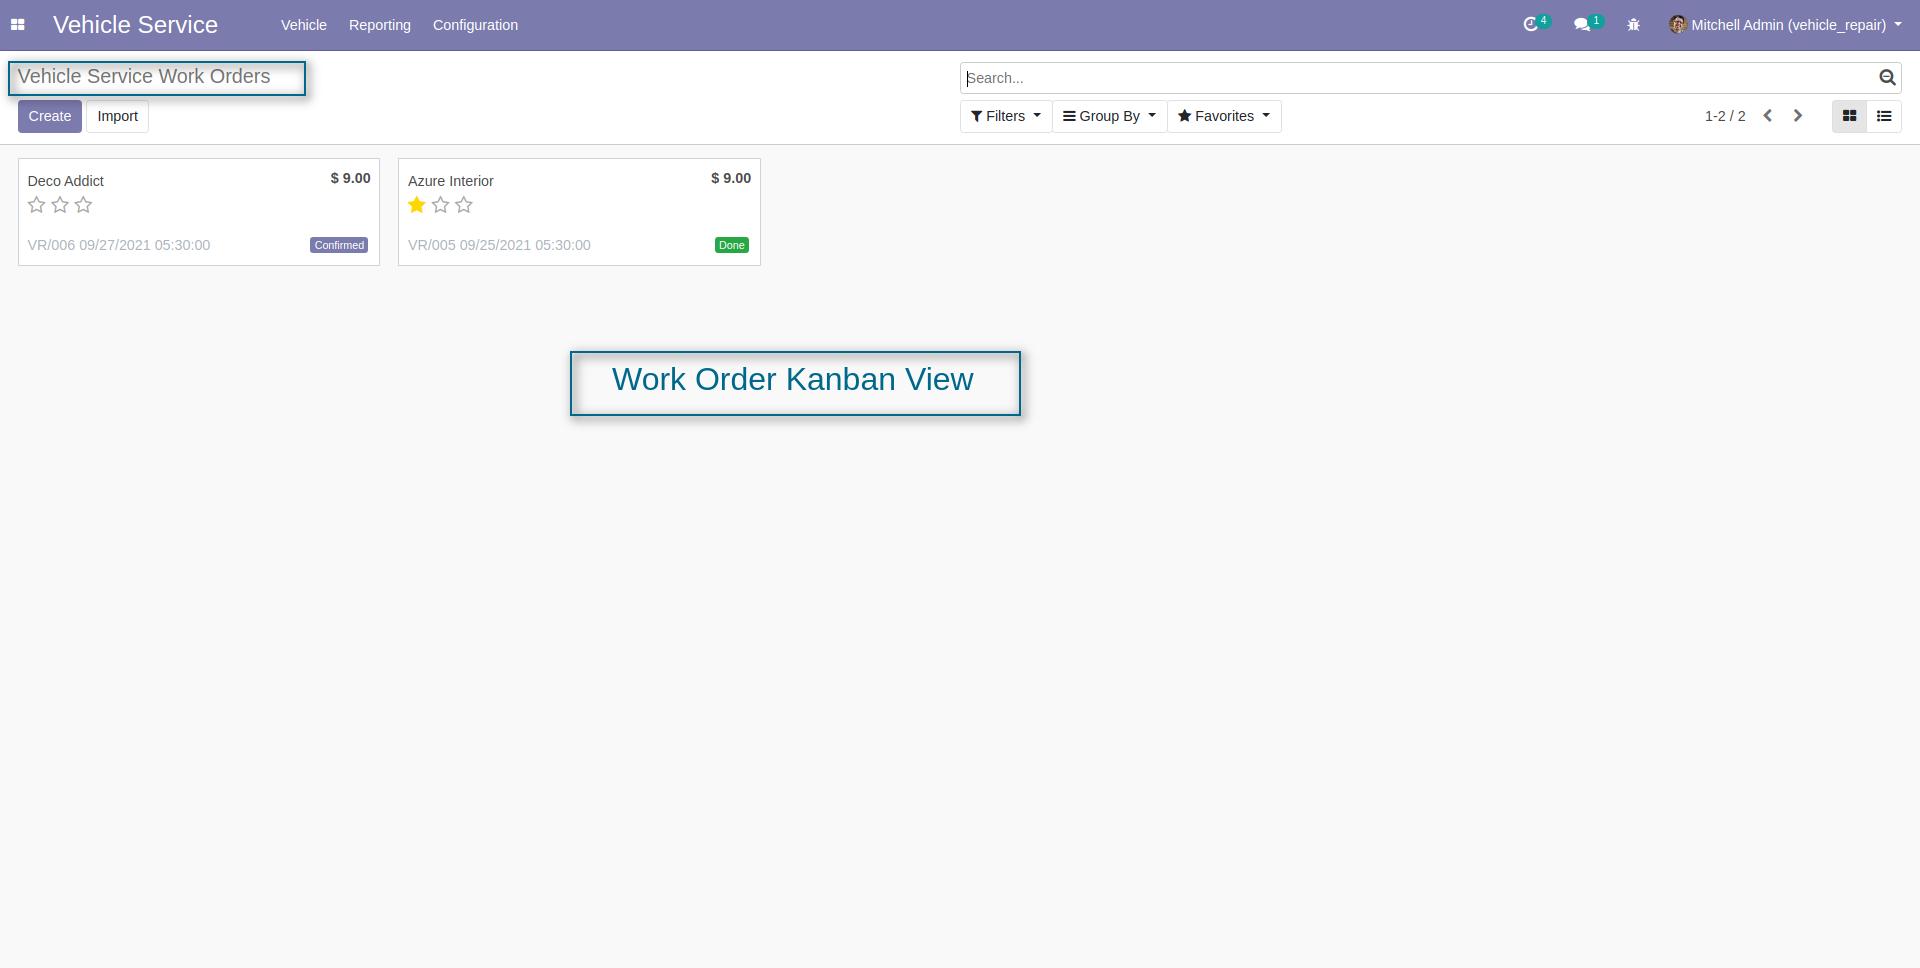 Vehicle Service Vehicle Reporting Configuration 4 1 Mitchell Admin (vehicle_repair)
Vehicle Service Work Orders
Search...
Create Import Filters Group By Favorites 1-2 / 2
Deco Addict $ 9.00
VR/006 09/27/2021 05:30:00 Confirmed
Azure Interior $ 9.00
VR/005 09/25/2021 05:30:00 Done
Work Order Kanban View